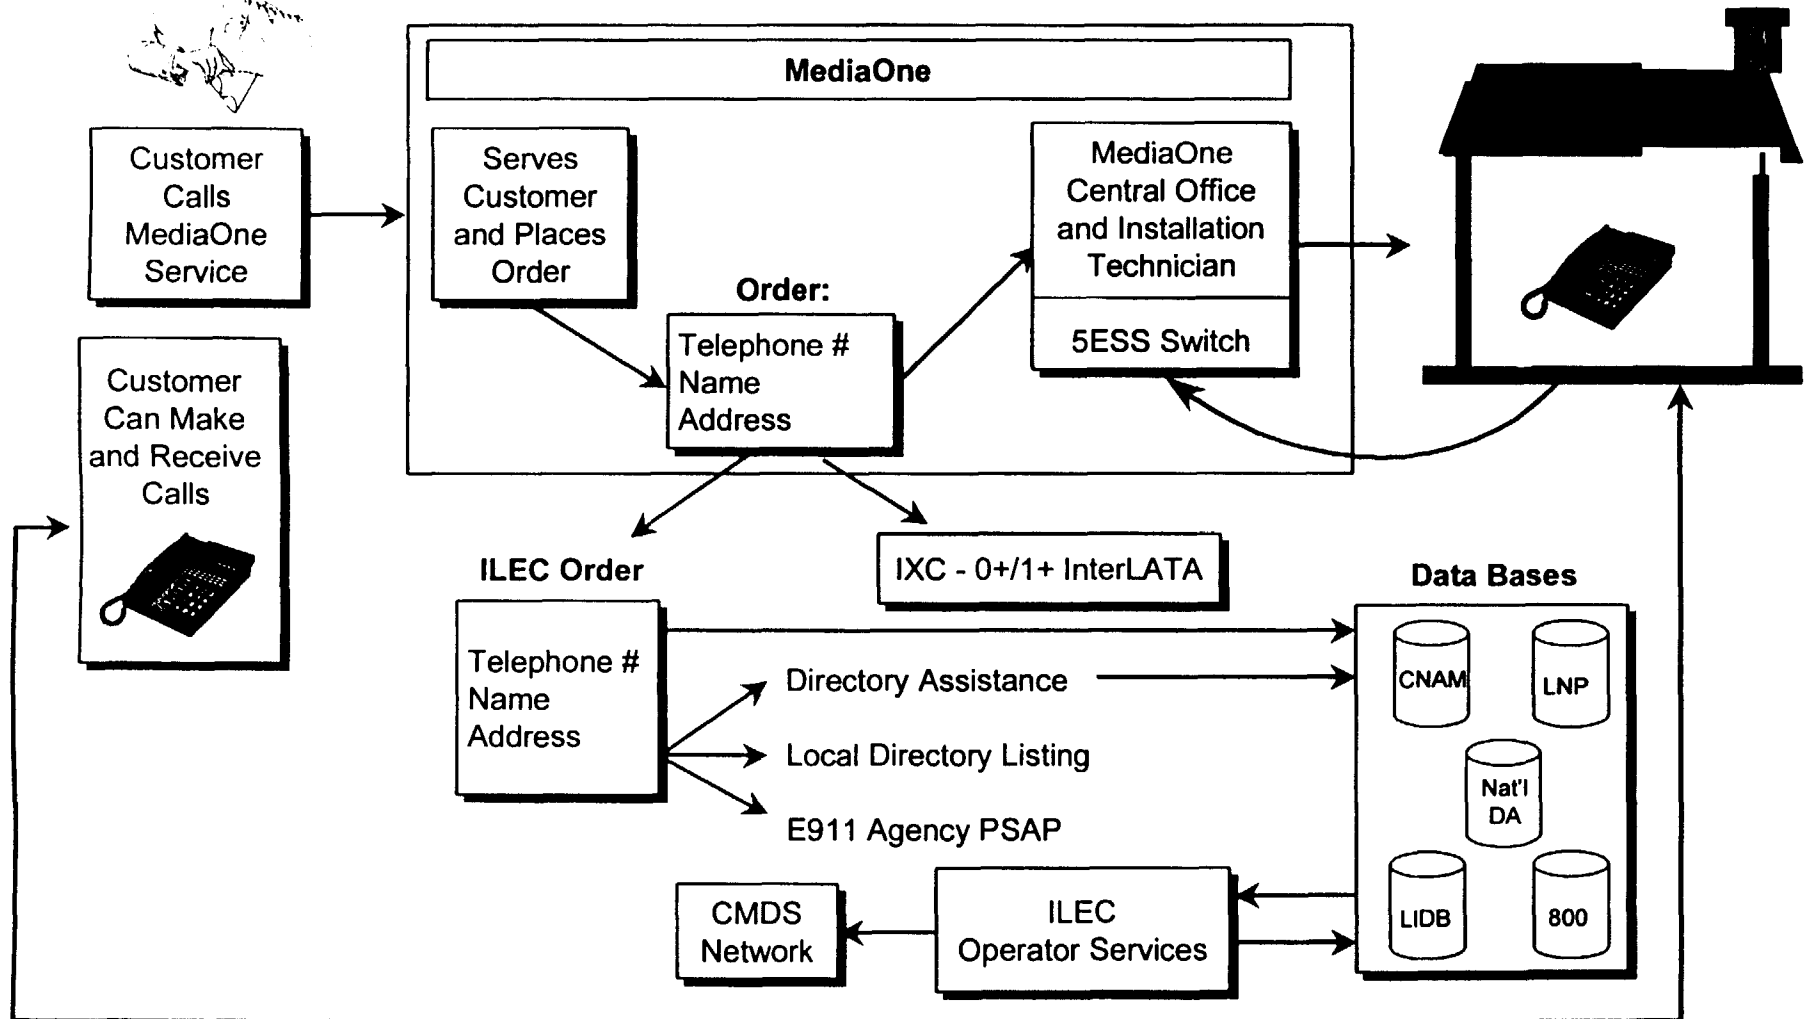 MediaOne
Customer
Calls
MediaOne
Service
Serves
Customer
and Places
Order
MediaOne
Central Office
and Installation
Technician
5ESS Switch
Order:
Telephone #
Name
Address
Customer
Can Make
and Receive
Calls
ILEC Order
Telephone #
Name
Address
IXC - 0+/1+ InterLATA
Directory Assistance
Local Directory Listing
E911 Agency PSAP
Data Bases
CNAM
LNP
Nat'l
DA
LIDB
800
CMDS
Network
ILEC
Operator Services